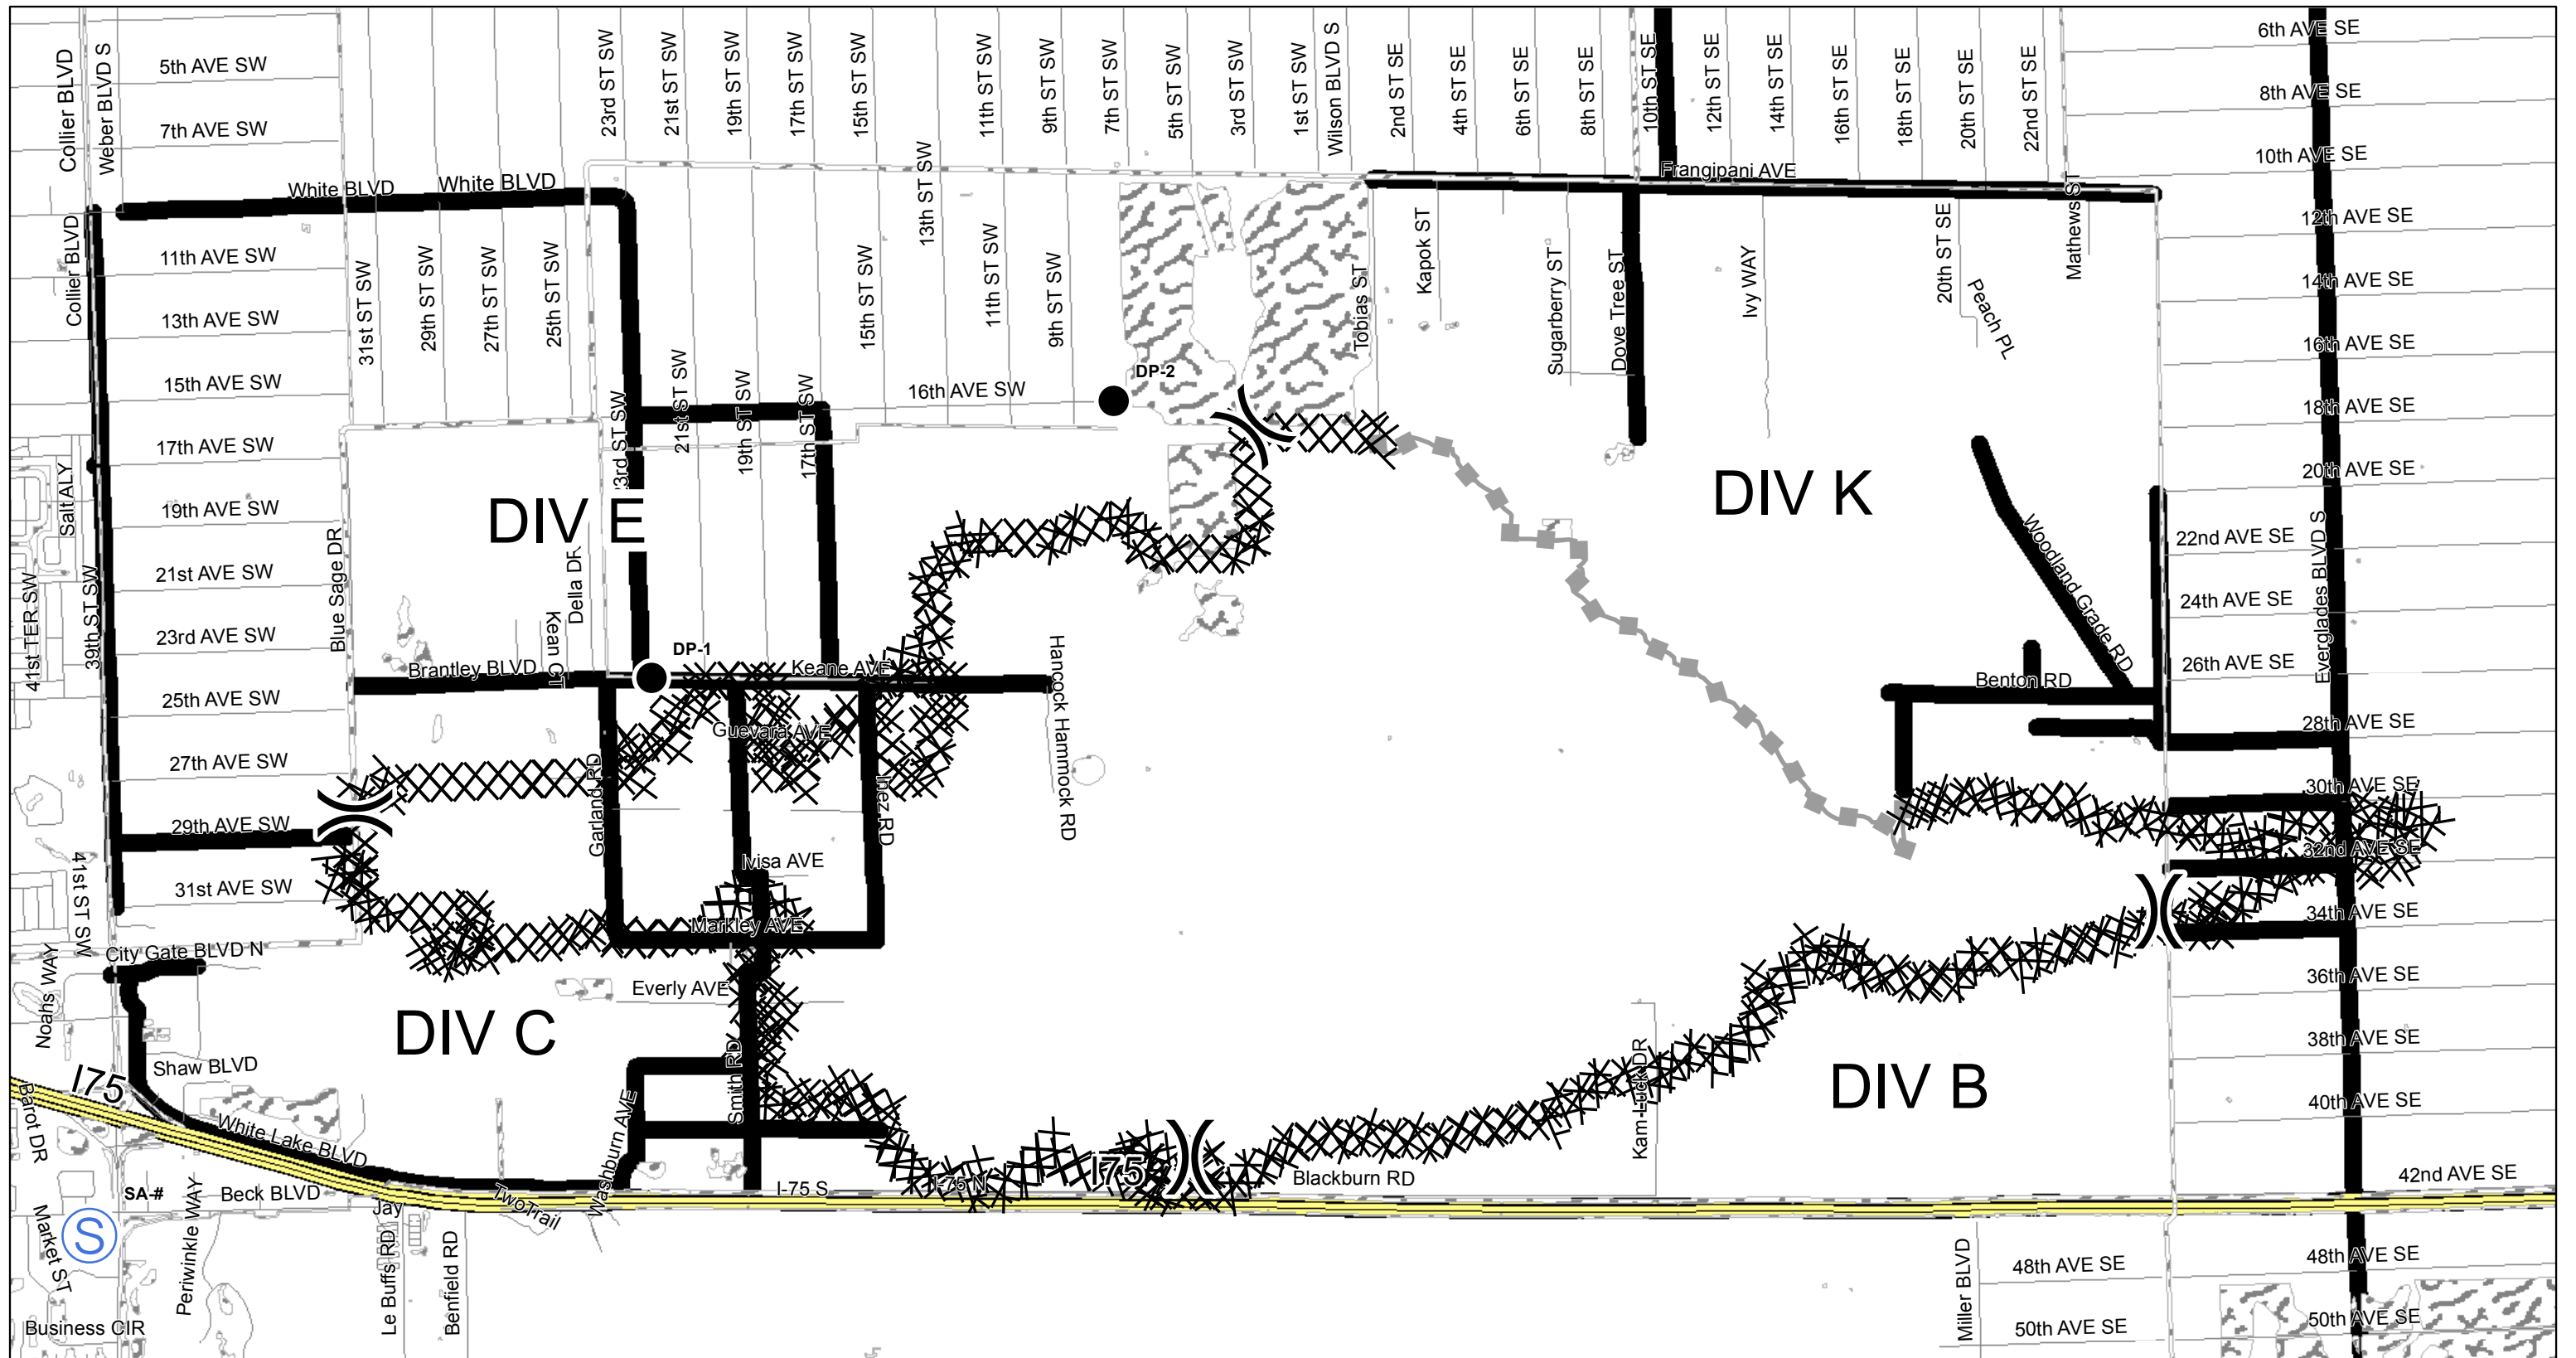 Collier BLVD
Weber BLVD S
5th AVE SW
7th AVE SW
23rd ST SW
21st ST SW
19th ST SW
17th ST SW
15th ST SW
11th ST SW
9th ST SW
7th ST SW
5th ST SW
3rd ST SW
1st ST SW
Wilson BLVD S
2nd ST SE
4th ST SE
6th ST SE
8th ST SE
10th ST SE
12th ST SE
14th ST SE
16th ST SE
18th ST SE
20th ST SE
22nd ST SE
6th AVE SE
8th AVE SE
10th AVE SE
12th AVE SE
14th AVE SE
16th AVE SE
18th AVE SE
20th AVE SE
22nd AVE SE
24th AVE SE
26th AVE SE
28th AVE SE
30th AVE SE
32nd AVE SE
34th AVE SE
36th AVE SE
38th AVE SE
40th AVE SE
42nd AVE SE
48th AVE SE
48th AVE SE
50th AVE SE
50th AVE SE
Everglades BLVD S
White BLVD
White BLVD
Frangipani AVE
Mathews ST
Collier BLVD
11th AVE SW
13th AVE SW
15th AVE SW
17th AVE SW
19th AVE SW
21st AVE SW
23rd AVE SW
25th AVE SW
27th AVE SW
29th AVE SW
31st AVE SW
31st ST SW
29th ST SW
27th ST SW
25th ST SW
23rd ST SW
21st ST SW
19th ST SW
17th ST SW
15th ST SW
13th ST SW
11th ST SW
9th ST SW
16th AVE SW
DP-2
Tobias ST
Kapok ST
Sugarberry ST
Dove Tree ST
Ivy WAY
20th ST SE
Peach PL
DIV E
DIV K
Salt ALY
41st TER SW
39th ST SW
Blue Sage DR
Della DR
Kean CT
DP-1
Brantley BLVD
Keane AVE
Hancock Hammock RD
Woodland Grade RD
Benton RD
Guevara AVE
Garland RD
Inez RD
Ivisa AVE
Markley AVE
41st ST SW
City Gate BLVD N
Noahs WAY
Everly AVE
DIV C
DIV B
Shaw BLVD
Smith RD
Washburn AVE
Kam-Luck DR
I75
I75
Barot DR
White Lake BLVD
I-75 S
I-75 N
Blackburn RD
SA-#
Beck BLVD
Jay
TwoTrail
S
Market ST
Periwinkle WAY
Le Buffs RD
Benfield RD
Miller BLVD
Business CIR